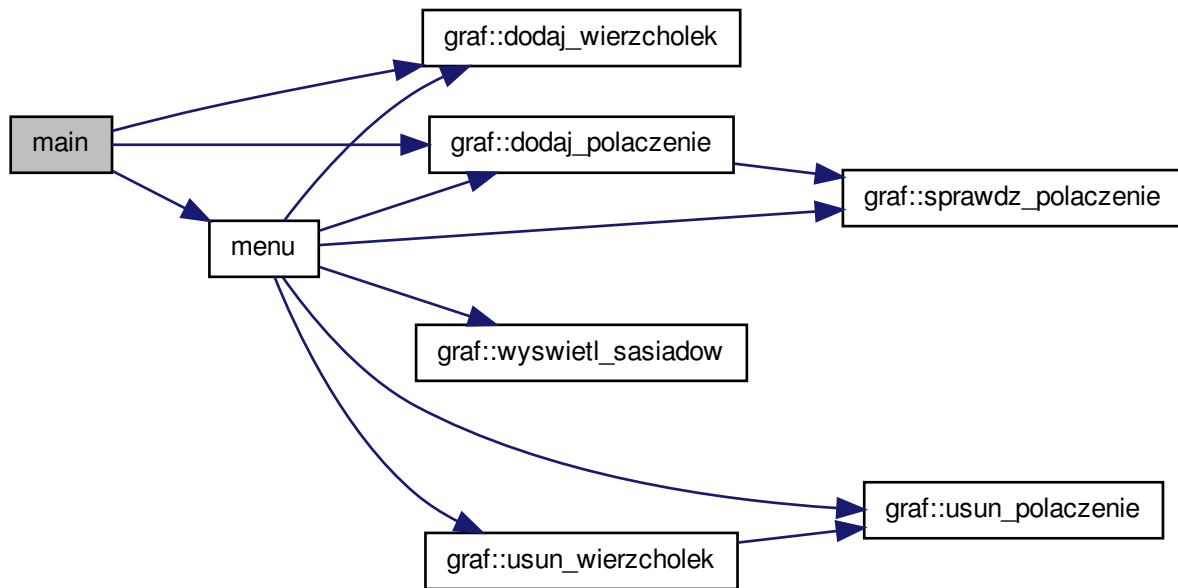 graf::dodaj_wierzcholek
main
graf::dodaj_polaczenie
graf::sprawdz_polaczenie
menu
graf::wyswietl_sasiadow
graf::usun_polaczenie
graf::usun_wierzcholek